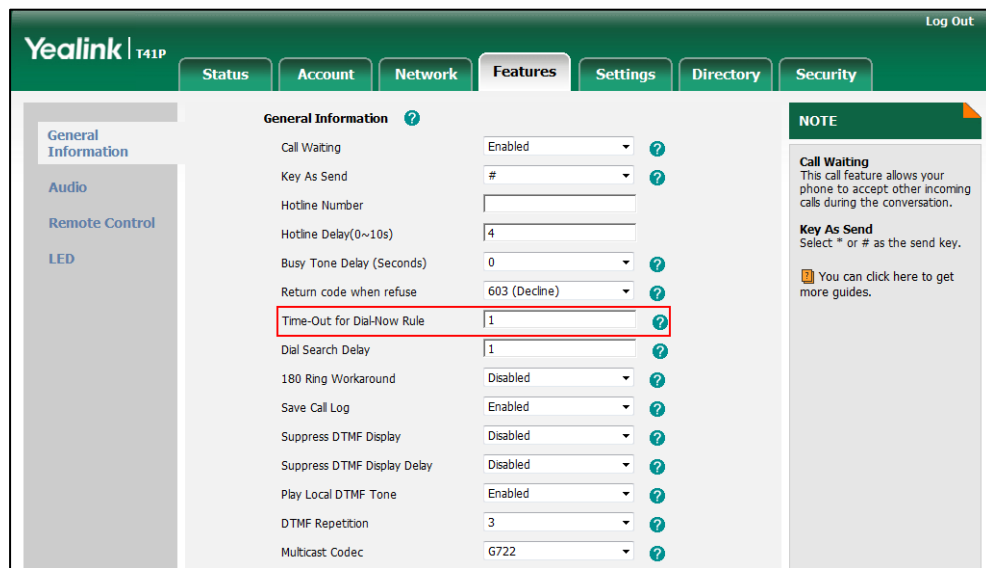 Log Out
Yealink | T41P
Status Account Network Features Settings Directory Security
General Information
Audio
Remote Control
LED
General Information ?
Call Waiting Enabled ?
Key As Send # ?
Hotline Number
Hotline Delay(0~10s) 4
Busy Tone Delay (Seconds) 0 ?
Return code when refuse 603 (Decline) ?
Time-Out for Dial-Now Rule 1 ?
Dial Search Delay 1 ?
180 Ring Workaround Disabled ?
Save Call Log Enabled ?
Suppress DTMF Display Disabled ?
Suppress DTMF Display Delay Disabled ?
Play Local DTMF Tone Enabled ?
DTMF Repetition 3 ?
Multicast Codec G722 ?
NOTE
Call Waiting
This call feature allows your
phone to accept other incoming
calls during the conversation.
Key As Send
Select * or # as the send key.
? You can click here to get
more guides.